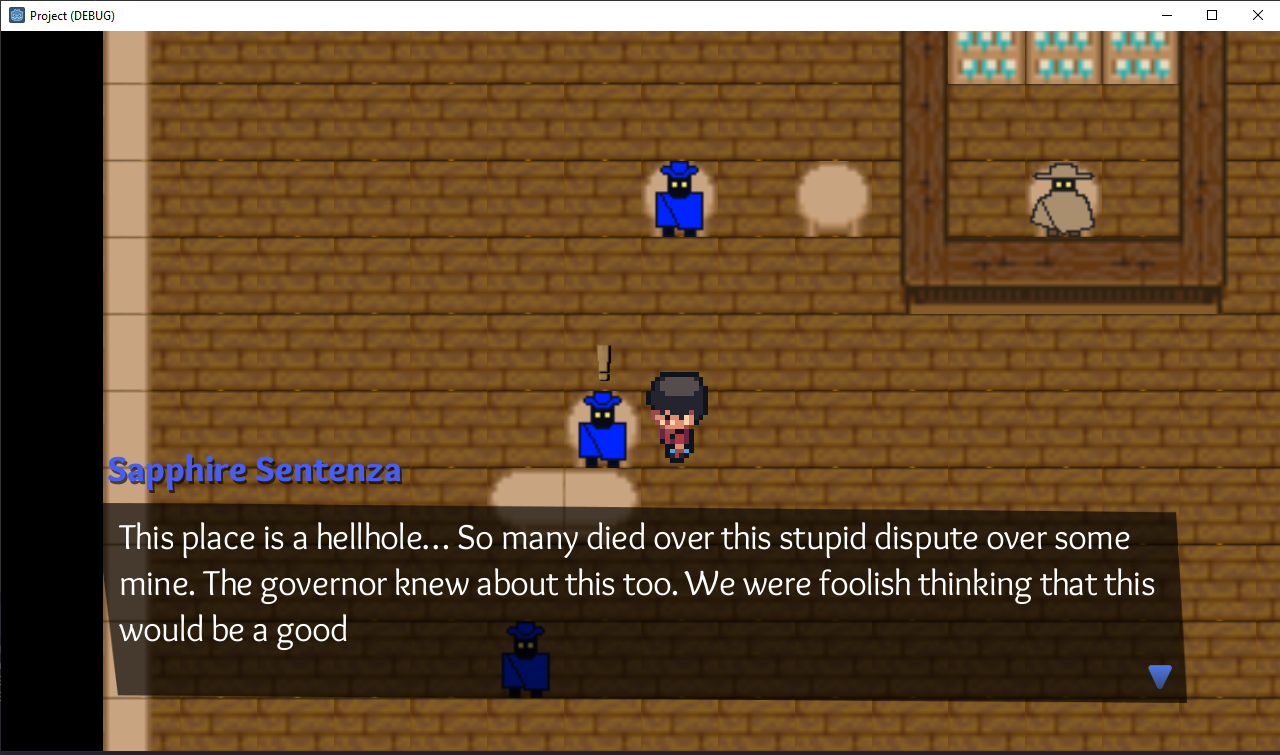 Project (DEBUG)
!
Sapphire Sentenza
This place is a hellhole... So many died over this stupid dispute over some
mine. The governor knew about this too. We were foolish thinking that this
would be a good